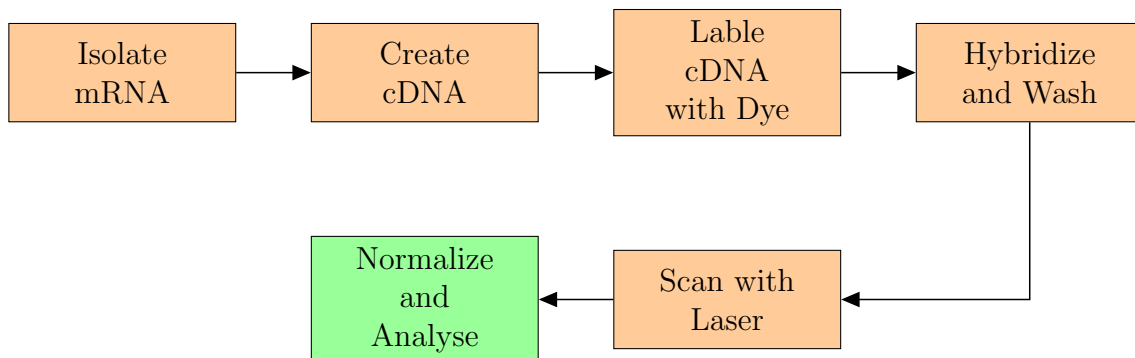 Isolate
mRNA
Create
cDNA
Lable
cDNA
with Dye
Hybridize
and Wash
Scan with
Laser
Normalize
and
Analyse